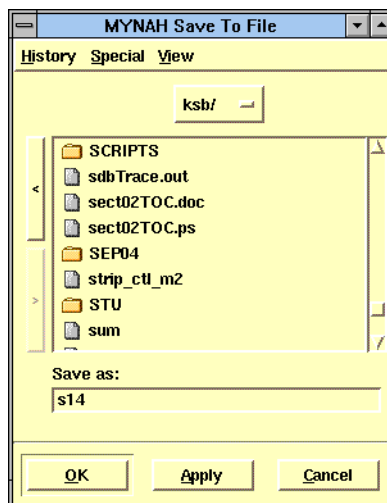 MYNAH Save To File
History Special View
ksb/
<
SCRIPTS
sdbTrace.out
sect02TOC.doc
sect02TOC.ps
SEP04
strip_ctl_m2
>
STU
sum
Save as:
s14
OK Apply Cancel